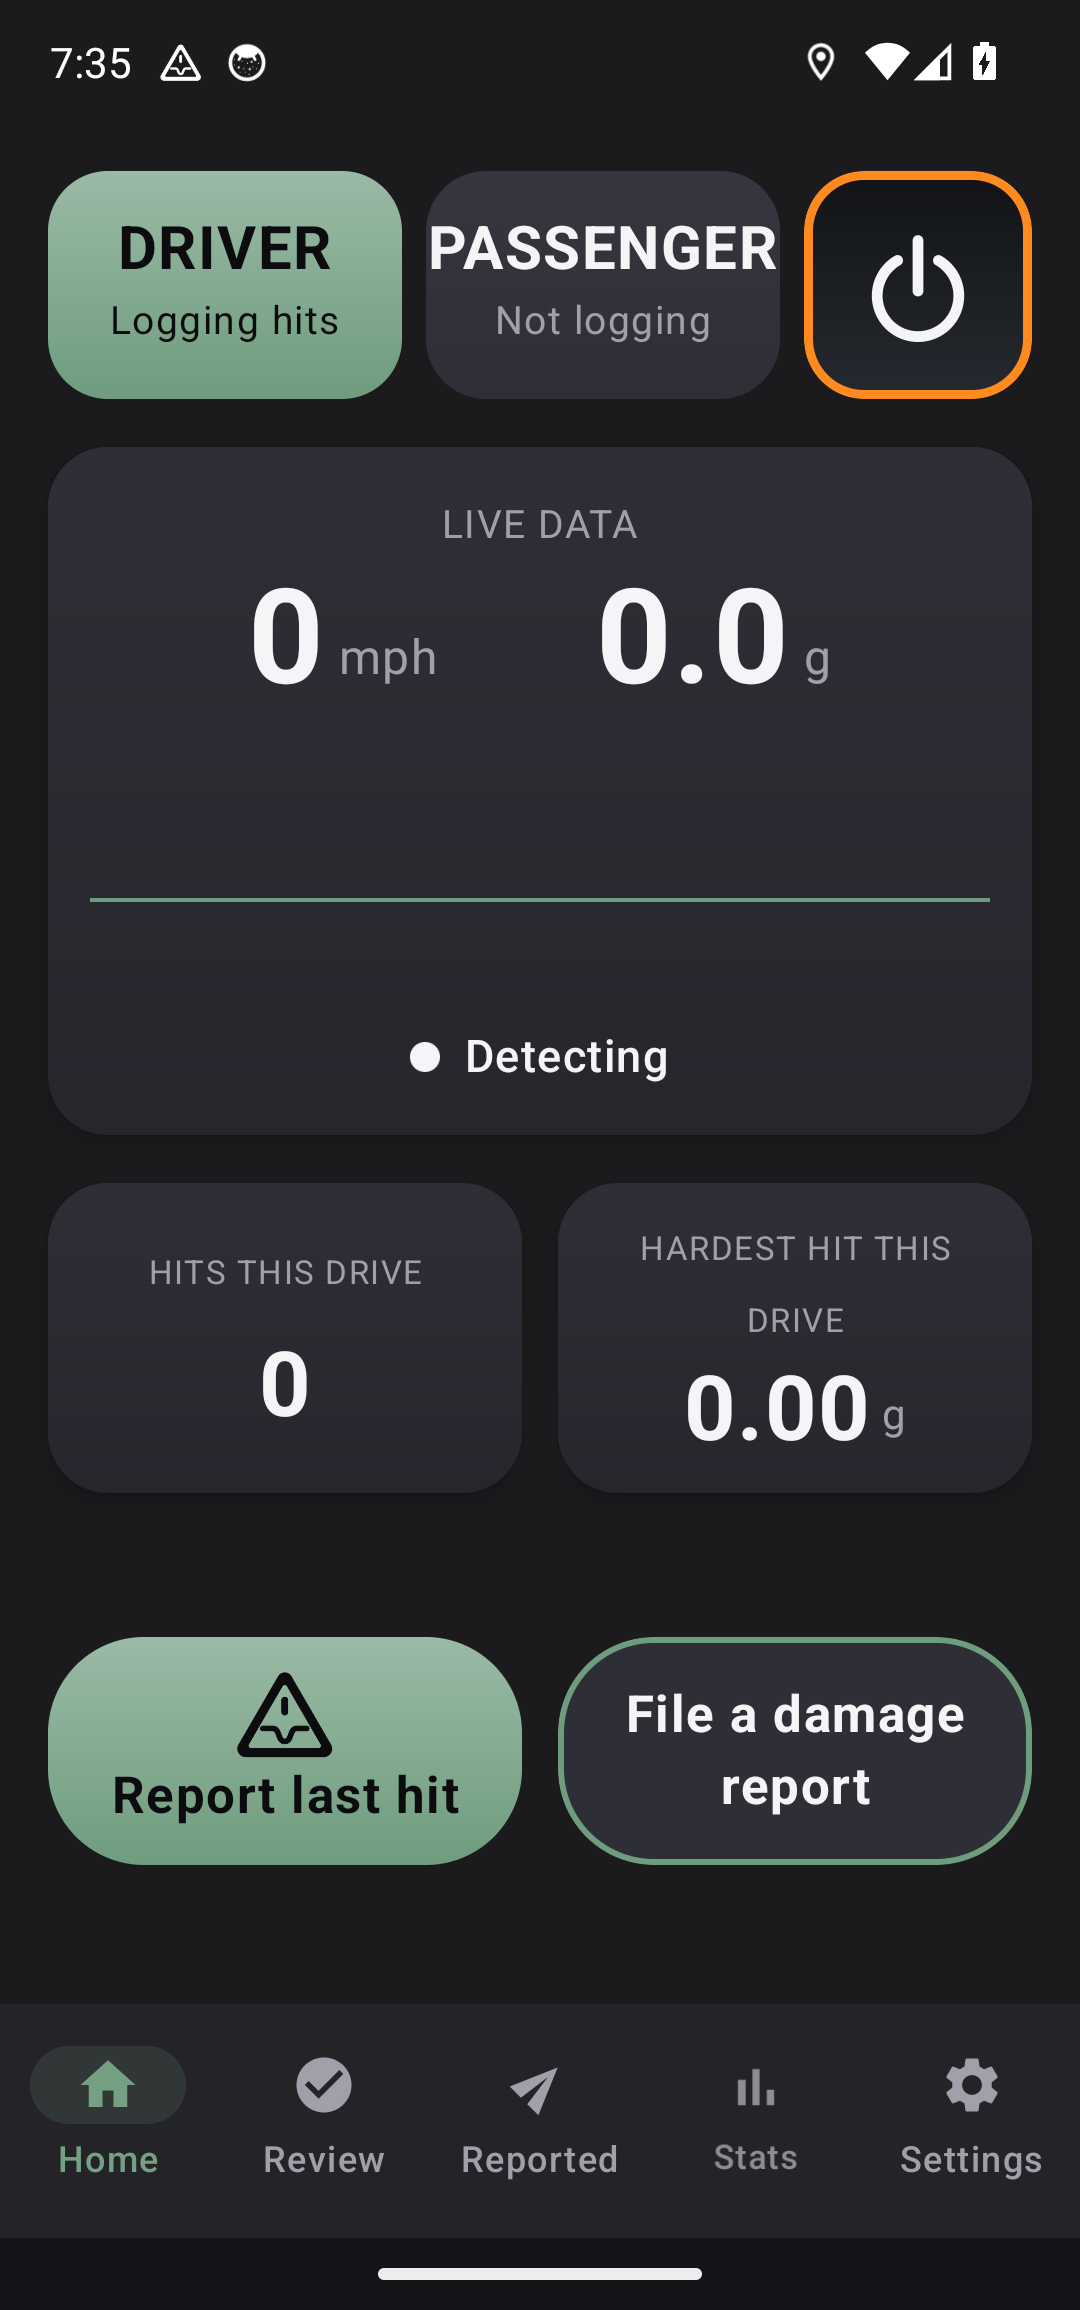 7:35
DRIVER
Logging hits
PASSENGER
Not logging
LIVE DATA
0 mph
0.0 g
Detecting
HITS THIS DRIVE
0
HARDEST HIT THIS
DRIVE
0.00 g
Report last hit
File a damage
report
Home
Review
Reported
Stats
Settings